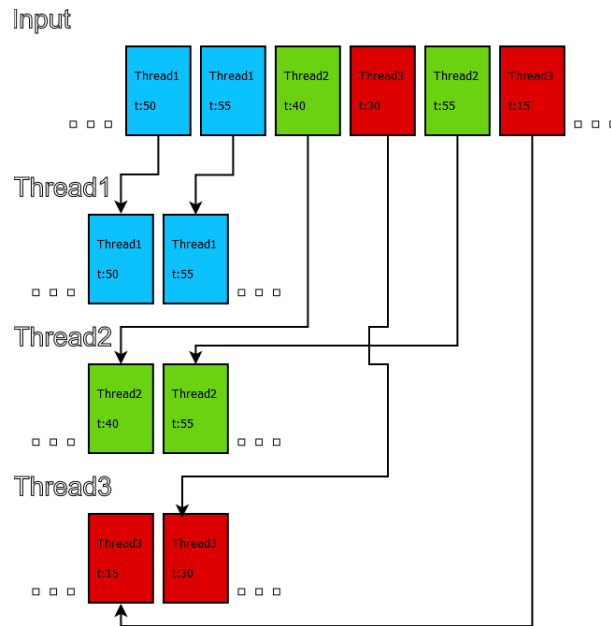 Input
Thread1
t:50
Thread1
t:55
Thread2
t:40
Thread3
t:30
Thread2
t:55
Thread3
t:15
Thread1
Thread1
t:50
Thread1
t:55
Thread2
Thread2
t:40
Thread2
t:55
Thread3
Thread3
t:15
Thread3
t:30